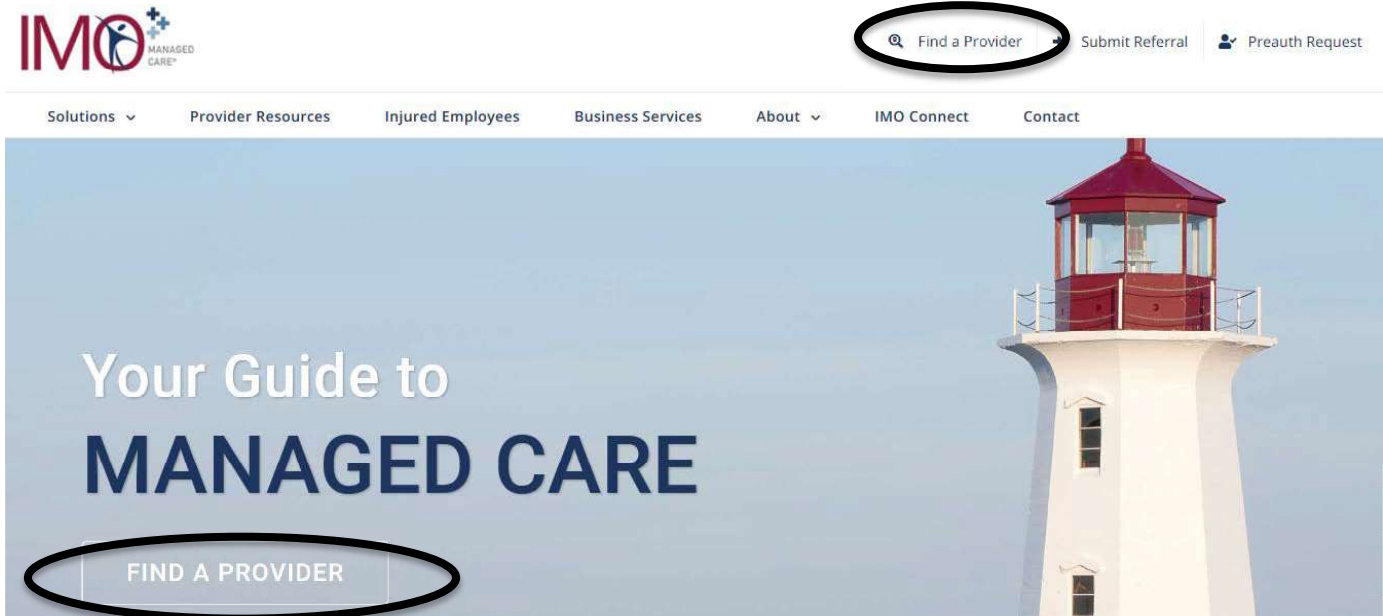 IMO
MANAGED
CARE
Find a Provider
Submit Referral
Preauth Request
Solutions
Provider Resources
Injured Employees
Business Services
About
IMO Connect
Contact
Your Guide to
MANAGED CARE
FIND A PROVIDER